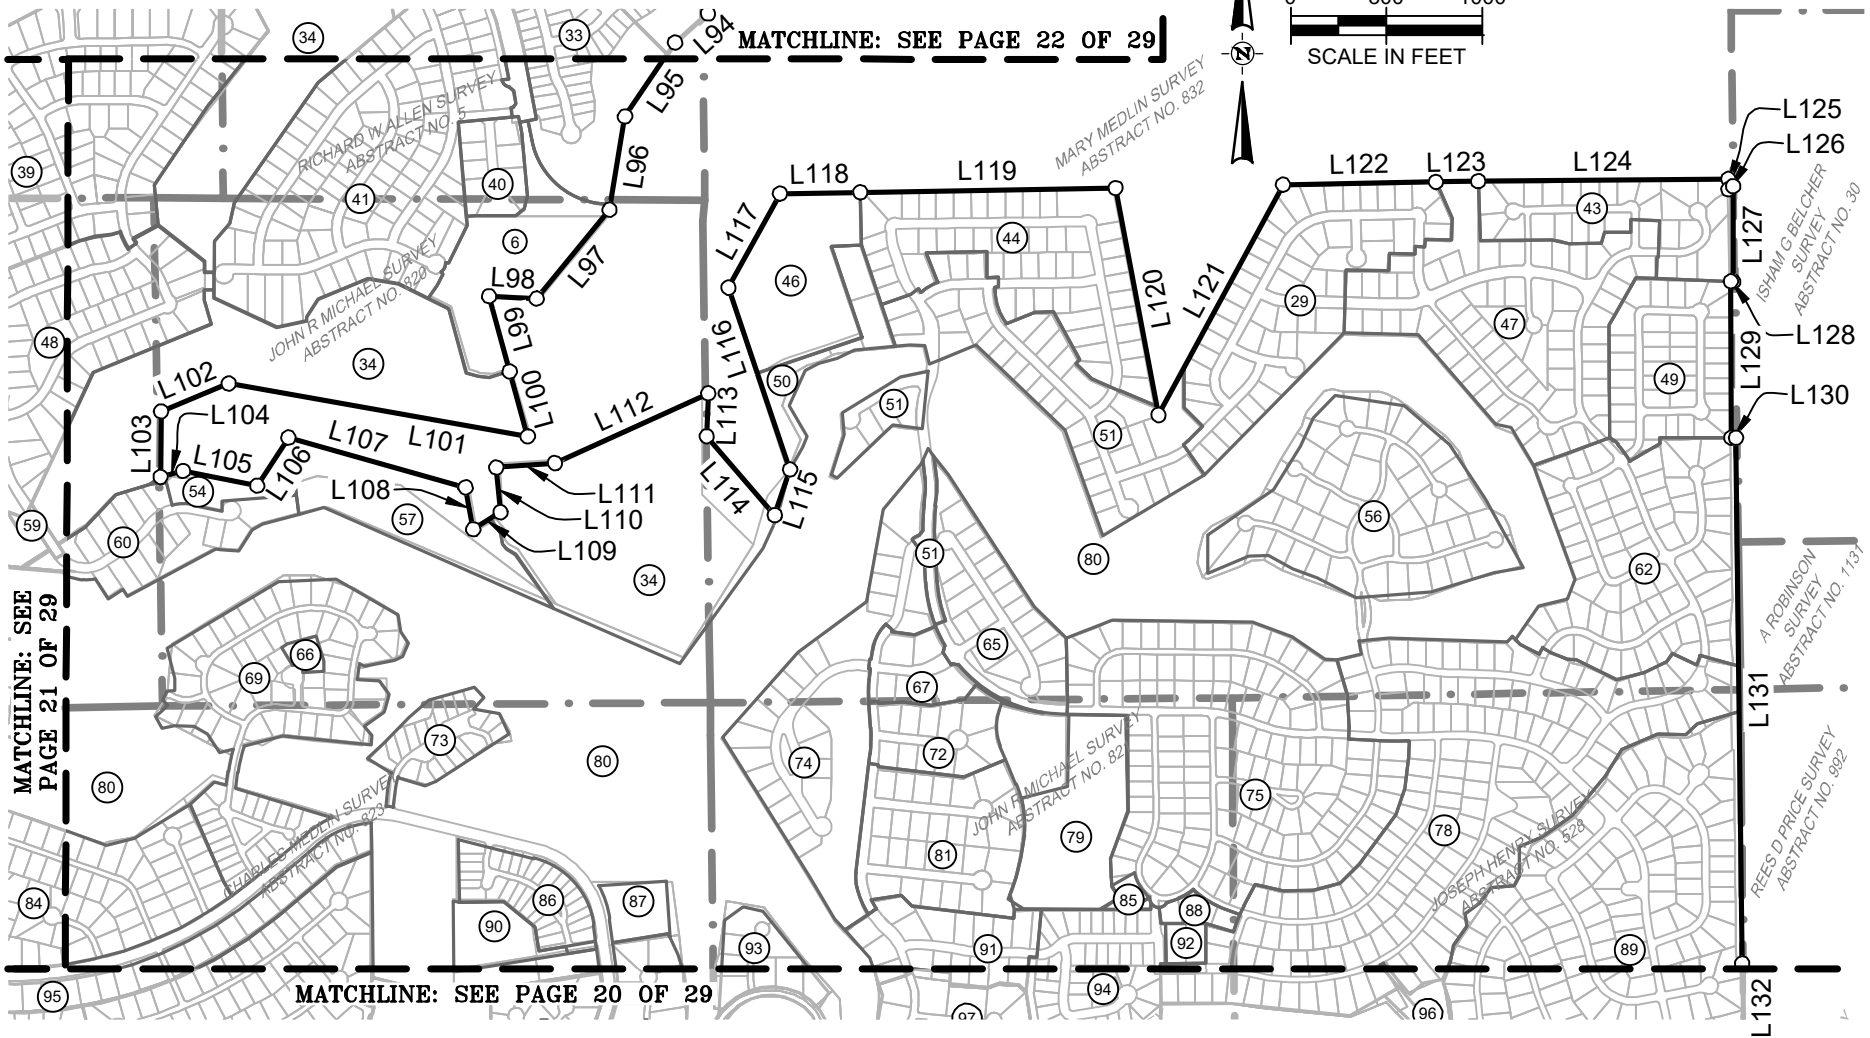 0 500 1000
SCALE IN FEET
N
MATCHLINE: SEE PAGE 22 OF 29
MATCHLINE: SEE
PAGE 21 OF 29
MATCHLINE: SEE PAGE 20 OF 29
RICHARD W ALLEN SURVEY
ABSTRACT NO. 5
JOHN R MICHAEL SURVEY
ABSTRACT NO. 820
MARY MEDLIN SURVEY
ABSTRACT NO. 832
ISHAM G BELCHER
SURVEY
ABSTRACT NO. 30
A ROBINSON
SURVEY
ABSTRACT NO. 1131
REES D PRICE SURVEY
ABSTRACT NO. 992
CHARLES MEDLIN SURVEY
ABSTRACT NO. 823
JOHN R MICHAEL SURVEY
ABSTRACT NO. 821
JOSEPH HENRY SURVEY
ABSTRACT NO. 528
L94
L95
L96
L97
L98
L99
L100
L101
L102
L103
L104
L105
L106
L107
L108
L109
L110
L111
L112
L113
L114
L115
L116
L117
L118
L119
L120
L121
L122
L123
L124
L125
L126
L127
L128
L129
L130
L131
L132
34
33
39
41
40
6
48
34
46
44
29
43
47
49
50
51
51
54
59
60
57
34
51
80
56
62
66
69
65
67
73
80
80
74
72
75
79
78
81
84
86
87
85
88
90
93
91
92
89
95
97
94
96